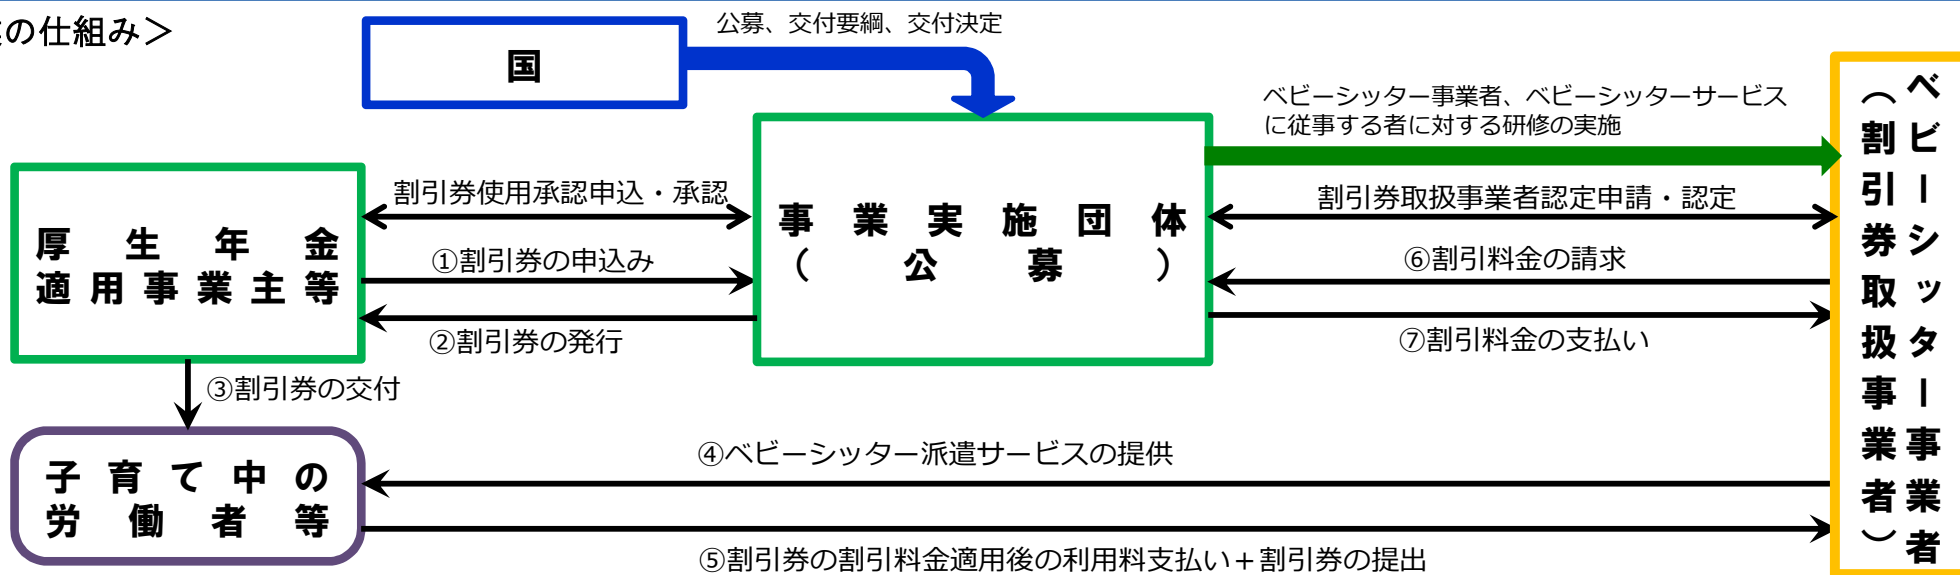 の仕組み＞
国
公募、交付要綱、交付決定
ベビーシッター事業者、ベビーシッターサービス
に従事する者に対する研修の実施
厚生年金
適用事業主等
割引券使用承認申込・承認
①割引券の申込み
②割引券の発行
事業実施団体
（公募）
割引券取扱事業者認定申請・認定
⑥割引料金の請求
⑦割引料金の支払い
ベビーシッター事業者
（割引券取扱事業者）
③割引券の交付
子育て中の
労働者等
④ベビーシッター派遣サービスの提供
⑤割引券の割引料金適用後の利用料支払い＋割引券の提出